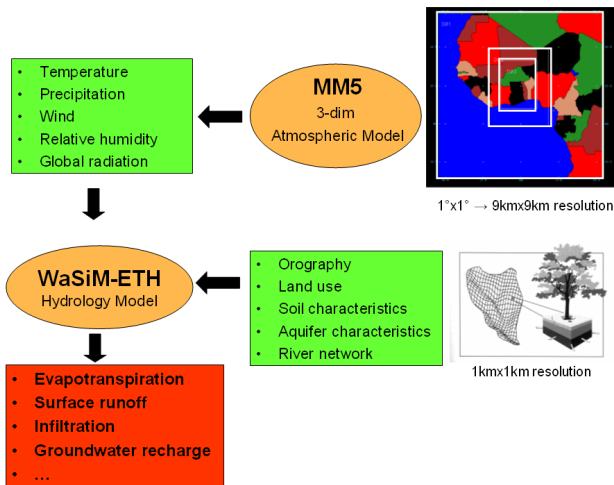 • Temperature
• Precipitation
• Wind
• Relative humidity
• Global radiation
MM5
3-dim
Atmospheric Model
1°x1° → 9kmx9km resolution
WaSiM-ETH
Hydrology Model
• Orography
• Land use
• Soil characteristics
• Aquifer characteristics
• River network
1kmx1km resolution
• Evapotranspiration
• Surface runoff
• Infiltration
• Groundwater recharge
• ...